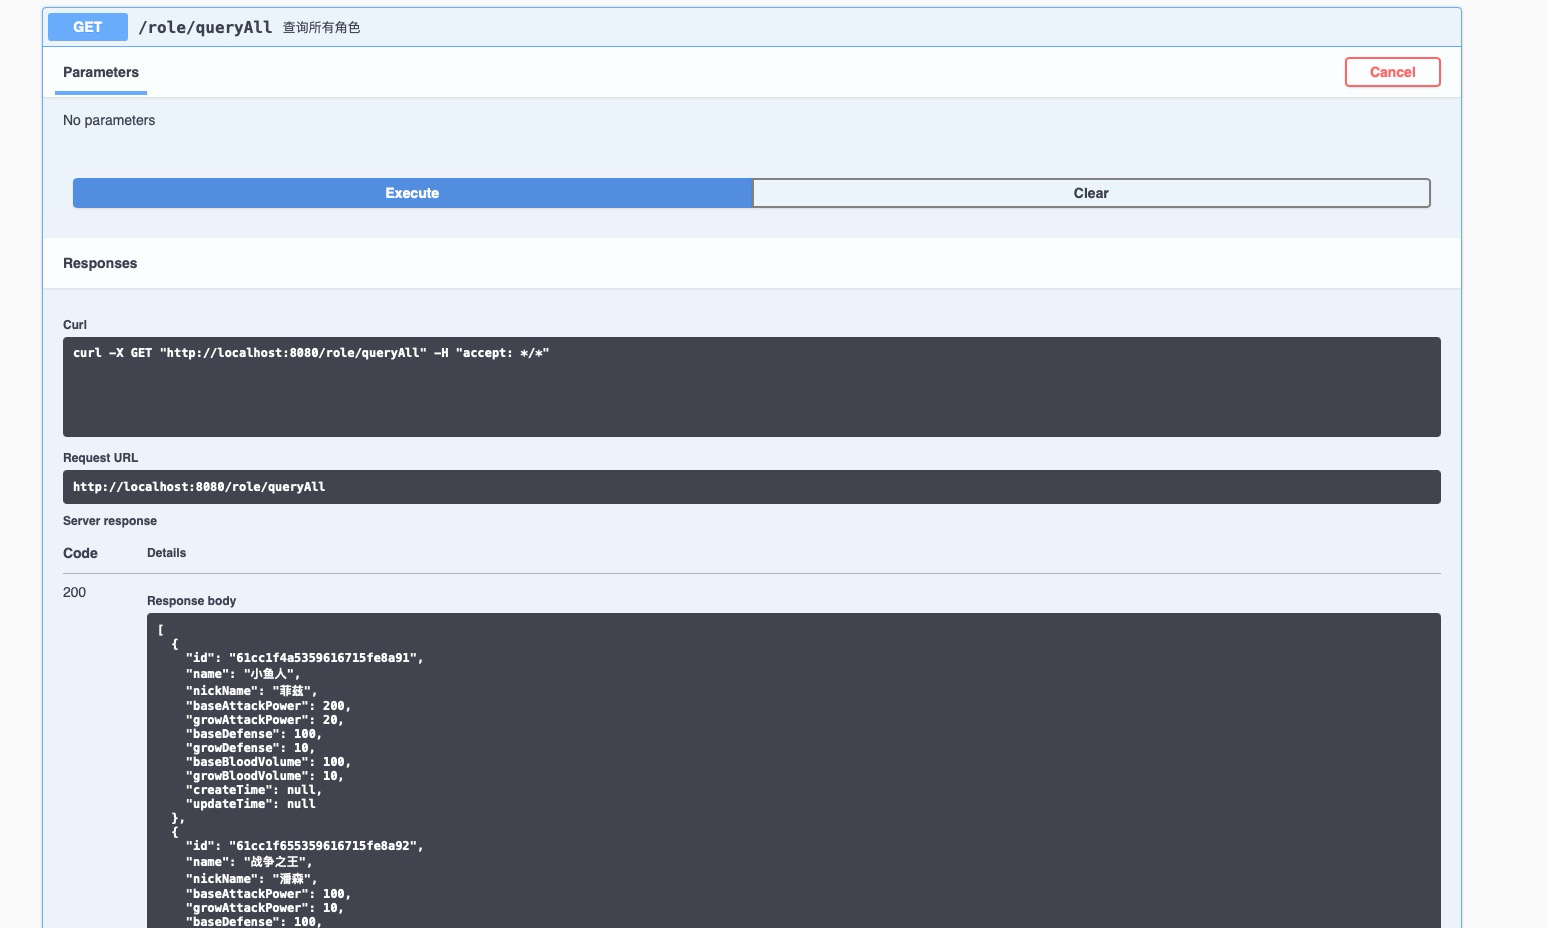 GET /role/queryAll 查询所有角色
Parameters
Cancel
No parameters
Execute
Clear
Responses
Curl
curl -X GET "http://localhost:8080/role/queryAll" -H "accept: */*"
Request URL
http://localhost:8080/role/queryAll
Server response
Code Details
200
Response body
[
  {
    "id": "61cc1f4a5359616715fe8a91",
    "name": "小鱼人",
    "nickName": "菲兹",
    "baseAttackPower": 200,
    "growAttackPower": 20,
    "baseDefense": 100,
    "growDefense": 10,
    "baseBloodVolume": 100,
    "growBloodVolume": 10,
    "createTime": null,
    "updateTime": null
  },
  {
    "id": "61cc1f655359616715fe8a92",
    "name": "战争之王",
    "nickName": "潘森",
    "baseAttackPower": 100,
    "growAttackPower": 10,
    "baseDefense": 100,